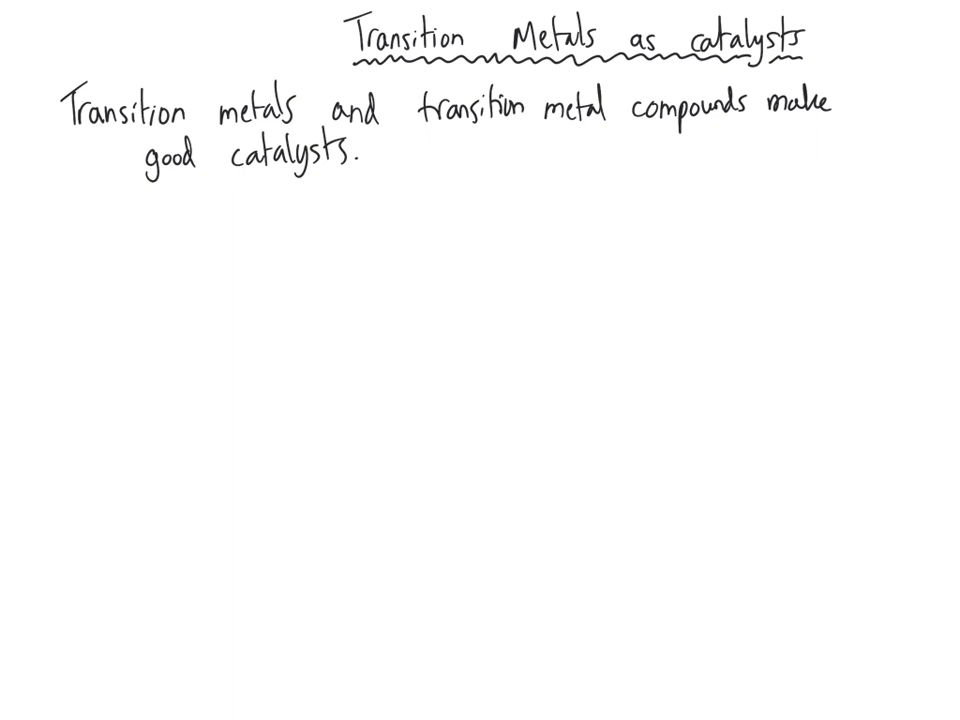 Transition Metals as catalysts
Transition metals and transition metal compounds make
good catalysts.